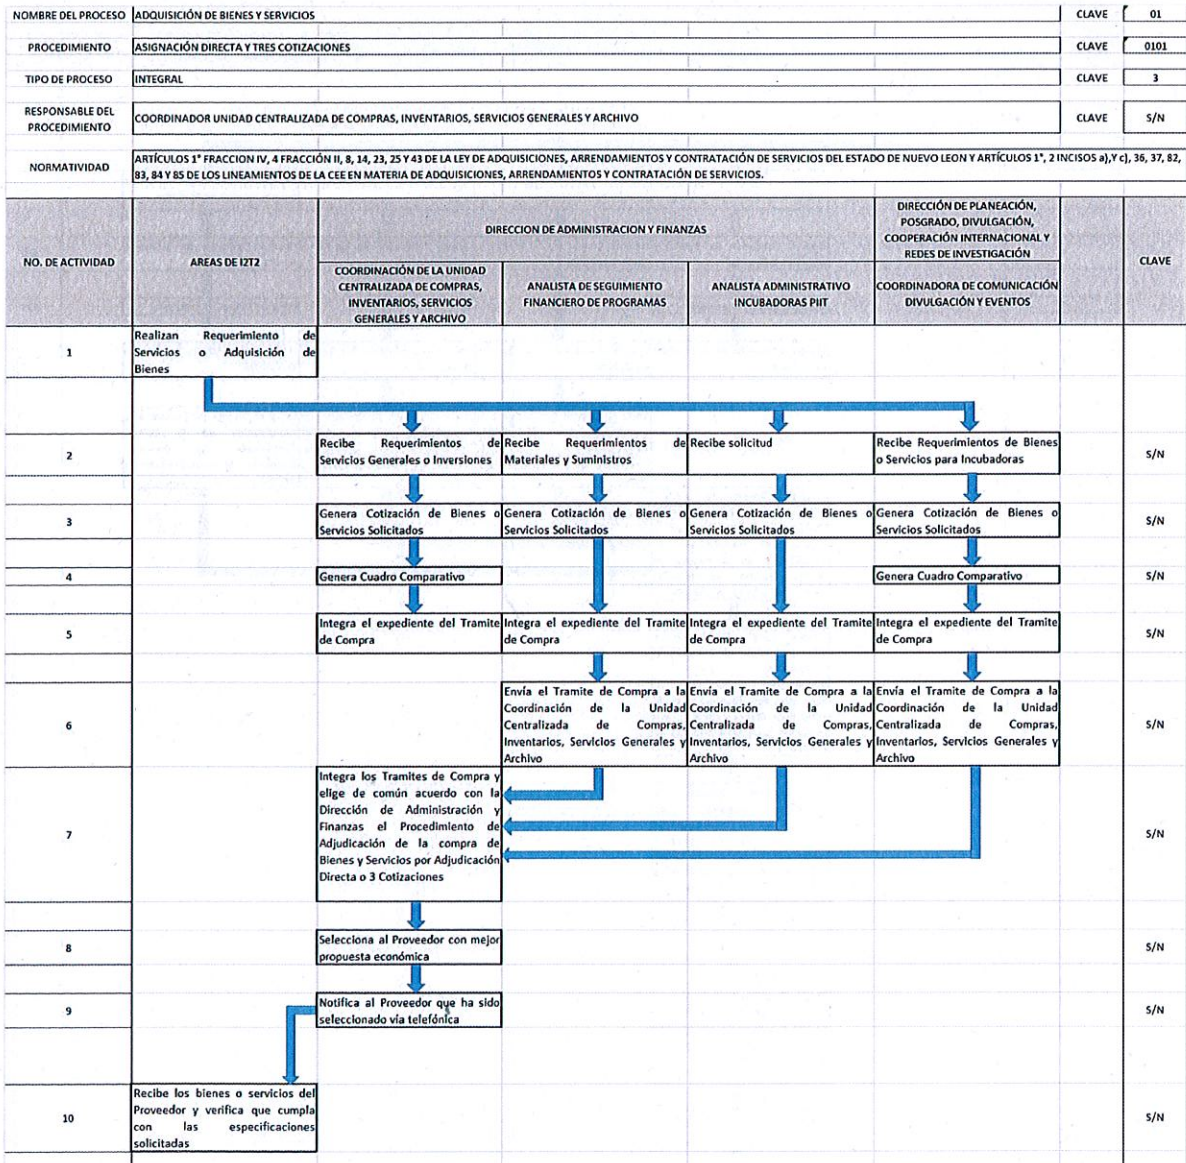 NOMBRE DEL PROCESO ADQUISICIÓN DE BIENES Y SERVICIOS CLAVE 01
PROCEDIMIENTO ASIGNACIÓN DIRECTA Y TRES COTIZACIONES CLAVE 0101
TIPO DE PROCESO INTEGRAL CLAVE 3
RESPONSABLE DEL
PROCEDIMIENTO
COORDINADOR UNIDAD CENTRALIZADA DE COMPRAS, INVENTARIOS, SERVICIOS GENERALES Y ARCHIVO CLAVE S/N
NORMATIVIDAD
ARTÍCULOS 1° FRACCION IV, 4 FRACCIÓN II, 8, 14, 23, 25 Y 43 DE LA LEY DE ADQUISICIONES, ARRENDAMIENTOS Y CONTRATACIÓN DE SERVICIOS DEL ESTADO DE NUEVO LEON Y ARTÍCULOS 1°, 2 INCISOS a),Y c), 36, 37, 82,
83, 84 Y 85 DE LOS LINEAMIENTOS DE LA CEE EN MATERIA DE ADQUISICIONES, ARRENDAMIENTOS Y CONTRATACIÓN DE SERVICIOS.
NO. DE ACTIVIDAD
AREAS DE I2T2
DIRECCION DE ADMINISTRACION Y FINANZAS
DIRECCIÓN DE PLANEACIÓN,
POSGRADO, DIVULGACIÓN,
COOPERACIÓN INTERNACIONAL Y
REDES DE INVESTIGACIÓN
CLAVE
COORDINACIÓN DE LA UNIDAD
CENTRALIZADA DE COMPRAS,
INVENTARIOS, SERVICIOS
GENERALES Y ARCHIVO
ANALISTA DE SEGUIMIENTO
FINANCIERO DE PROGRAMAS
ANALISTA ADMINISTRATIVO
INCUBADORAS PIIT
COORDINADORA DE COMUNICACIÓN
DIVULGACIÓN Y EVENTOS
1
Realizan Requerimiento de
Servicios o Adquisición de
Bienes
2
Recibe Requerimientos de
Servicios Generales o Inversiones
Recibe Requerimientos de
Materiales y Suministros
Recibe solicitud
Recibe Requerimientos de Bienes
o Servicios para Incubadoras
S/N
3
Genera Cotización de Bienes o
Servicios Solicitados
Genera Cotización de Bienes o
Servicios Solicitados
Genera Cotización de Bienes o
Servicios Solicitados
Genera Cotización de Bienes o
Servicios Solicitados
S/N
4
Genera Cuadro Comparativo
Genera Cuadro Comparativo
S/N
5
Integra el expediente del Tramite
de Compra
Integra el expediente del Tramite
de Compra
Integra el expediente del Tramite
de Compra
Integra el expediente del Tramite
de Compra
S/N
6
Envía el Tramite de Compra a la
Coordinación de la Unidad
Centralizada de Compras,
Inventarios, Servicios Generales y
Archivo
Envía el Tramite de Compra a la
Coordinación de la Unidad
Centralizada de Compras,
Inventarios, Servicios Generales y
Archivo
Envía el Tramite de Compra a la
Coordinación de la Unidad
Centralizada de Compras,
Inventarios, Servicios Generales y
Archivo
S/N
7
Integra los Tramites de Compra y
elige de común acuerdo con la
Dirección de Administración y
Finanzas el Procedimiento de
Adjudicación de la compra de
Bienes y Servicios por Adjudicación
Directa o 3 Cotizaciones
S/N
8
Selecciona al Proveedor con mejor
propuesta económica
S/N
9
Notifica al Proveedor que ha sido
seleccionado vía telefónica
S/N
10
Recibe los bienes o servicios del
Proveedor y verifica que cumpla
con las especificaciones
solicitadas
S/N